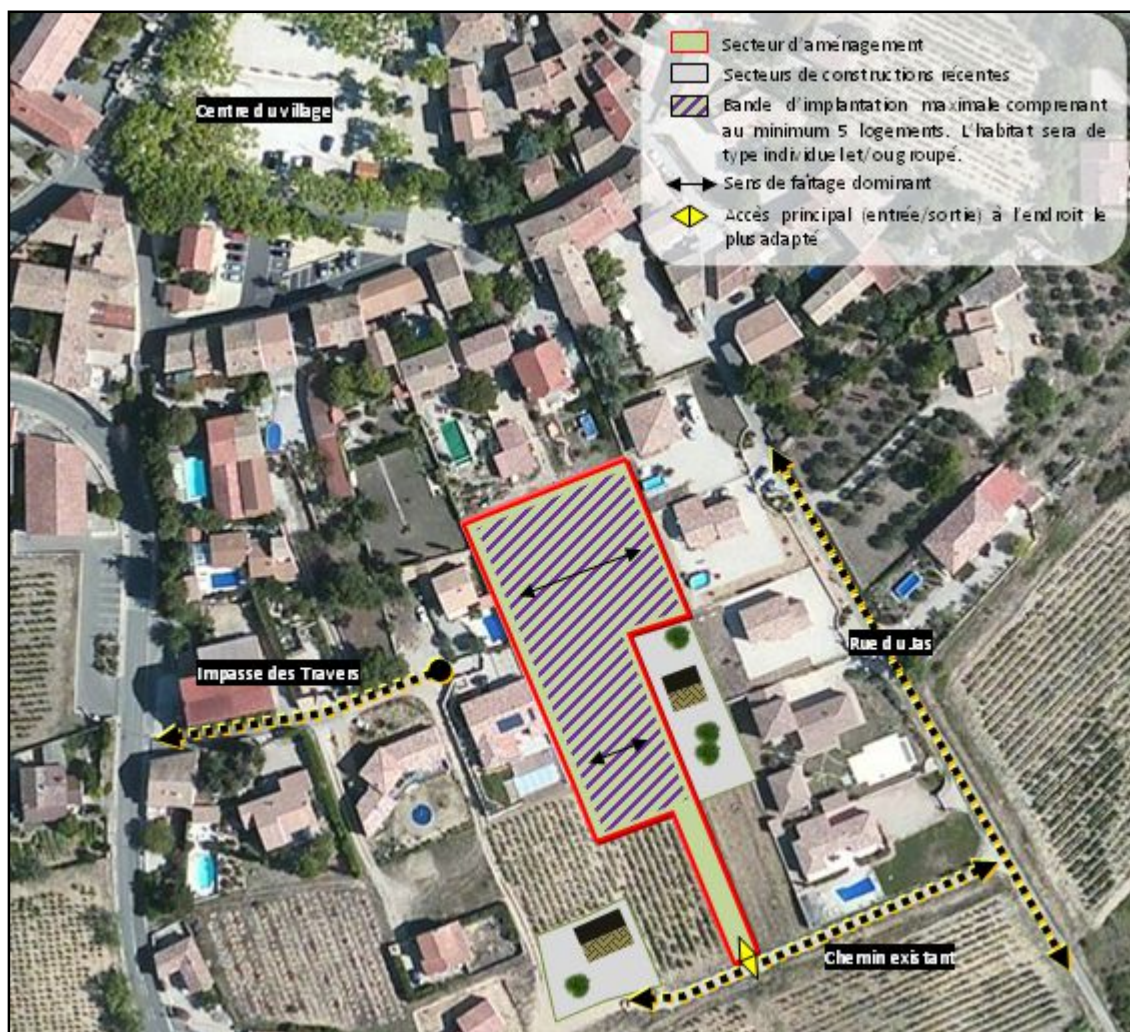 Centre du village
Secteur d'aménagement
Secteurs de constructions récentes
Bande d'implantation maximale comprenant
au minimum 5 logements. L'habitat sera de
type individuel et/ou groupé.
Sens de faîtage dominant
Accès principal (entrée/sortie) à l'endroit le
plus adapté
Rue du Jas
Impasse des Travers
Chemin existant